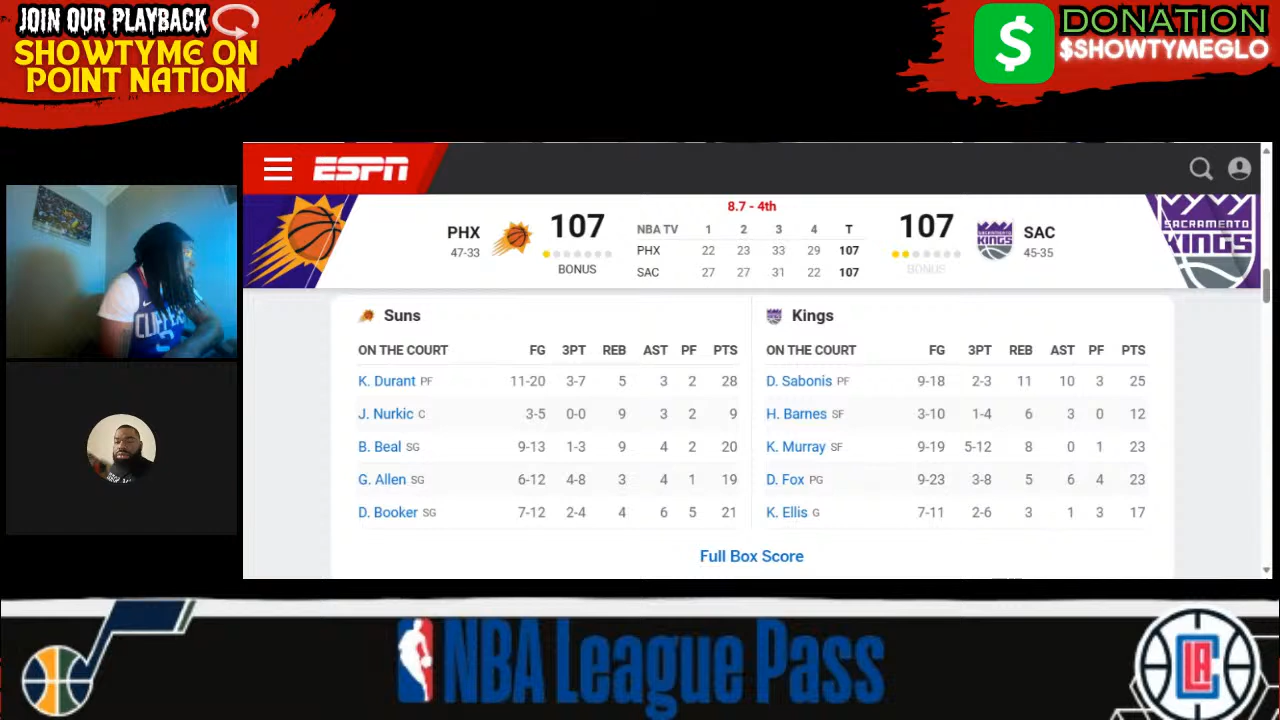 JOIN OUR PLAYBACK
SHOWTYME ON
POINT NATION
DONATION
$SHOWTYMEGLO
ESPN
8.7 - 4th
PHX 107 NBA TV 1 2 3 4 T 107 SAC
47-33 PHX 22 23 33 29 107 45-35
BONUS SAC 27 27 31 22 107 BONUS
SACRAMENTO
KINGS
Suns
ON THE COURT FG 3PT REB AST PF PTS
K. Durant PF 11-20 3-7 5 3 2 28
J. Nurkic C 3-5 0-0 9 3 2 9
B. Beal SG 9-13 1-3 9 4 2 20
G. Allen SG 6-12 4-8 3 4 1 19
D. Booker SG 7-12 2-4 4 6 5 21
Kings
ON THE COURT FG 3PT REB AST PF PTS
D. Sabonis PF 9-18 2-3 11 10 3 25
H. Barnes SF 3-10 1-4 6 3 0 12
K. Murray SF 9-19 5-12 8 0 1 23
D. Fox PG 9-23 3-8 5 6 4 23
K. Ellis G 7-11 2-6 3 1 3 17
Full Box Score
CLIPPERS
NBA League Pass
LA